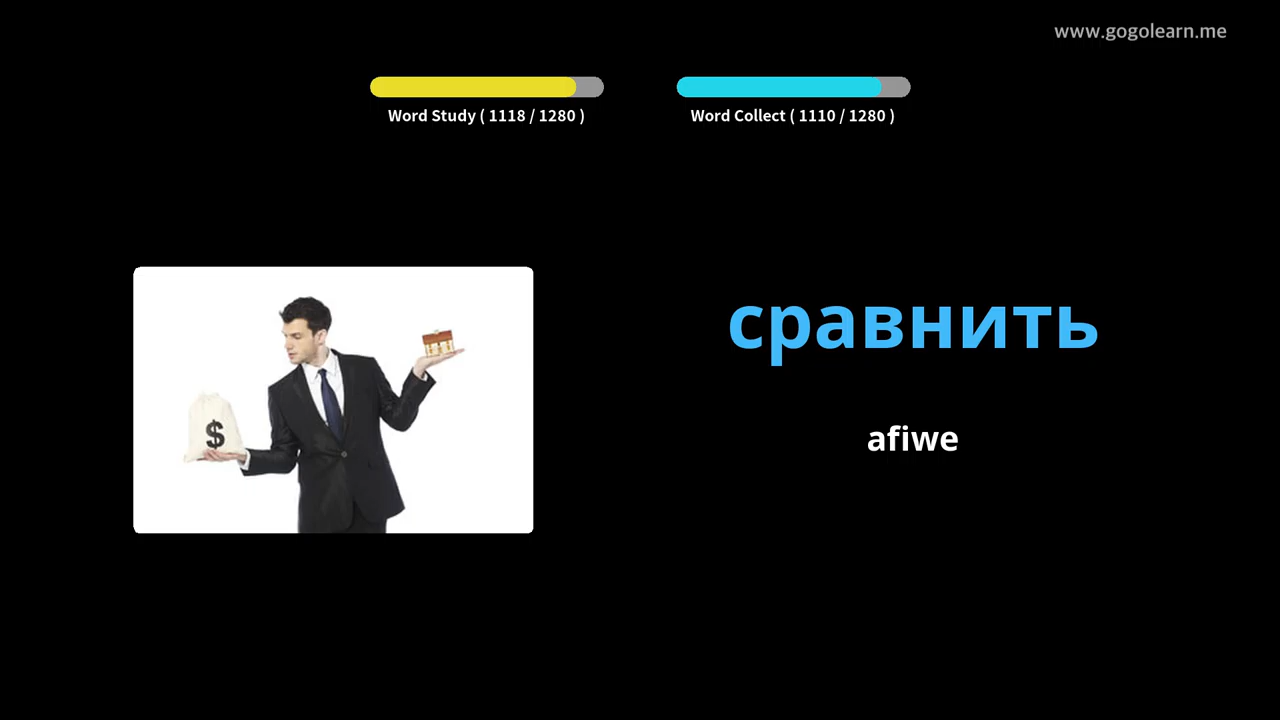 www.gogolearn.me
Word Study ( 1118 / 1280 )
Word Collect ( 1110 / 1280 )
$
сравнить
afiwe